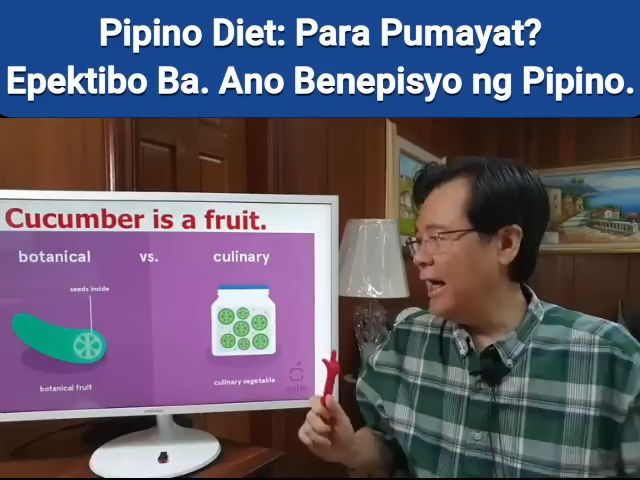 Pipino Diet: Para Pumayat?
Epektibo Ba. Ano Benepisyo ng Pipino.
Cucumber is a fruit.
botanical vs. culinary
seeds inside
botanical fruit
culinary vegetable